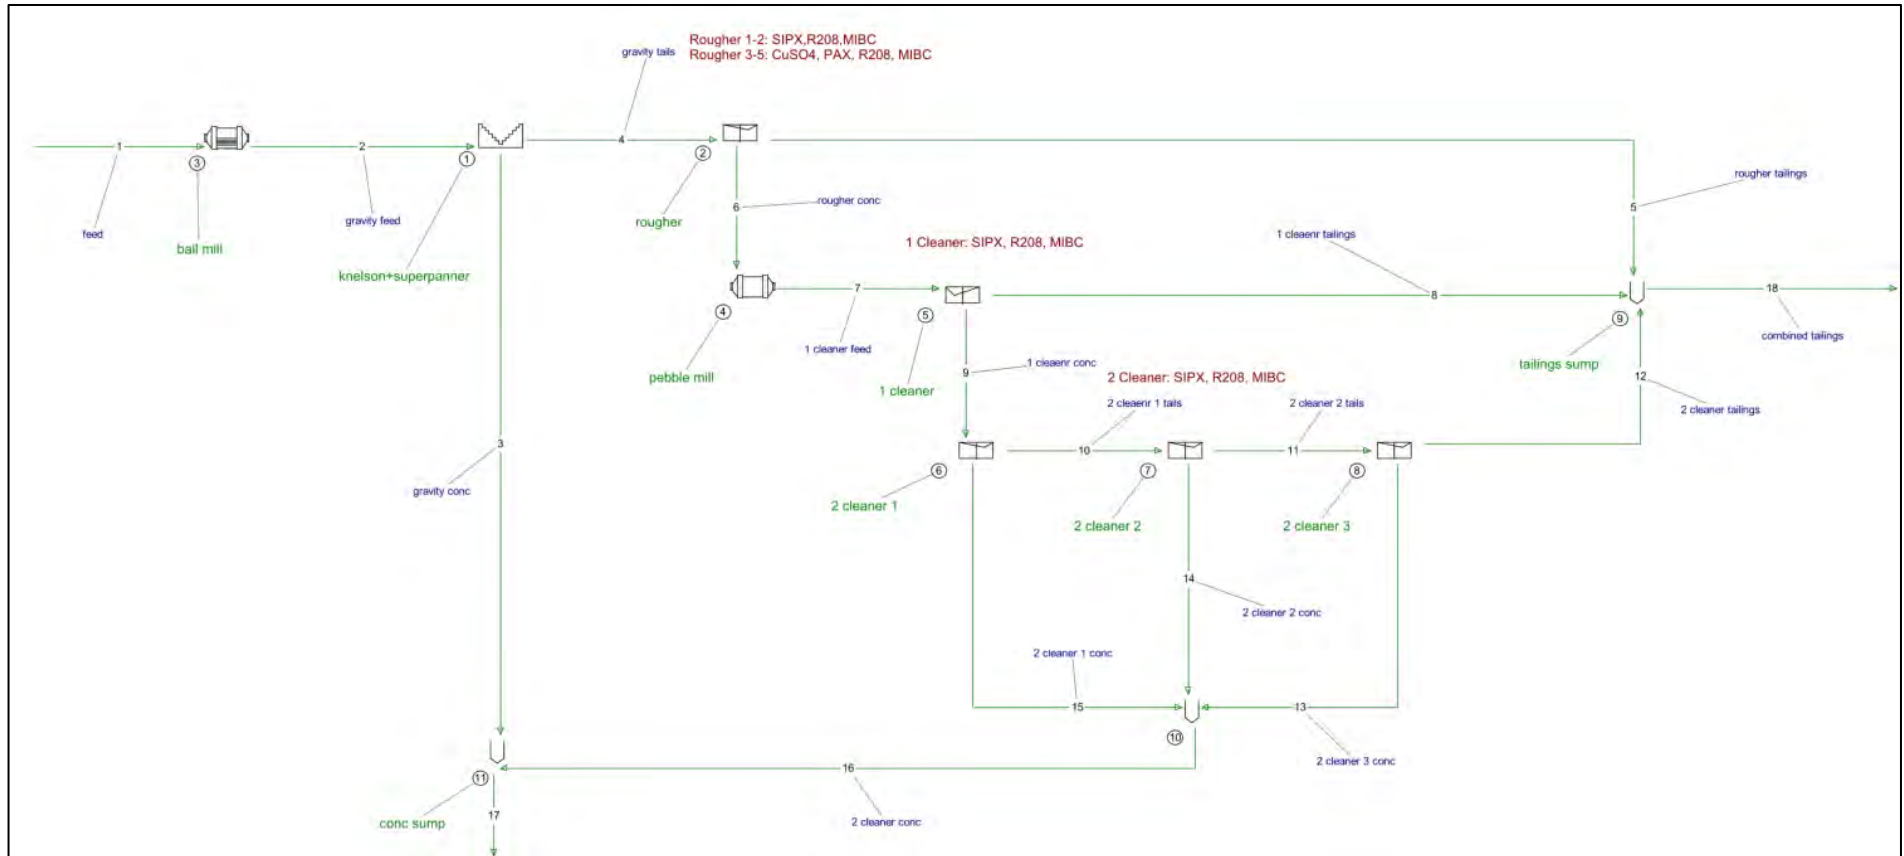 Rougher 1-2: SIPX,R208,MIBC
Rougher 3-5: CuSO4, PAX, R208, MIBC
gravity tails
1
3
2
1
4
2
feed
ball mill
gravity feed
knelson+superpanner
rougher
6
rougher conc
rougher tailings
5
1 Cleaner: SIPX, R208, MIBC
1 cleaenr tailings
4
7
5
8
9
18
1 cleaner feed
pebble mill
1 cleaner
9
1 cleaenr conc
combined tailings
tailings sump
12
2 cleaner tailings
2 Cleaner: SIPX, R208, MIBC
2 cleaenr 1 tails
2 cleaner 2 tails
3
gravity conc
6
10
7
11
8
2 cleaner 1
2 cleaner 2
2 cleaner 3
14
2 cleaner 2 conc
2 cleaner 1 conc
15
13
10
2 cleaner 3 conc
16
2 cleaner conc
11
17
conc sump